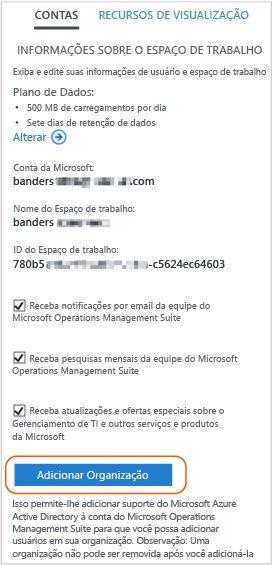 CONTAS RECURSOS DE VISUALIZAÇÃO
INFORMAÇÕES SOBRE O ESPAÇO DE TRABALHO
Exiba e edite suas informações de usuário e espaço de trabalho
Plano de Dados:
• 500 MB de carregamentos por dia
• Sete dias de retenção de dados
Alterar
Conta da Microsoft:
banders .com
Nome do Espaço de trabalho:
banders
ID do Espaço de trabalho:
780b5 -c5624ec64603
Receba notificações por email da equipe do
Microsoft Operations Management Suite
Receba pesquisas mensais da equipe do Microsoft
Operations Management Suite
Receba atualizações e ofertas especiais sobre o
Gerenciamento de TI e outros serviços e produtos
da Microsoft
Adicionar Organização
Isso permite-lhe adicionar suporte do Microsoft Azure
Active Directory à conta do Microsoft Operations
Management Suite para que você possa adicionar
usuários em sua organização. Observação: Uma
organização não pode ser removida após você adicioná-la